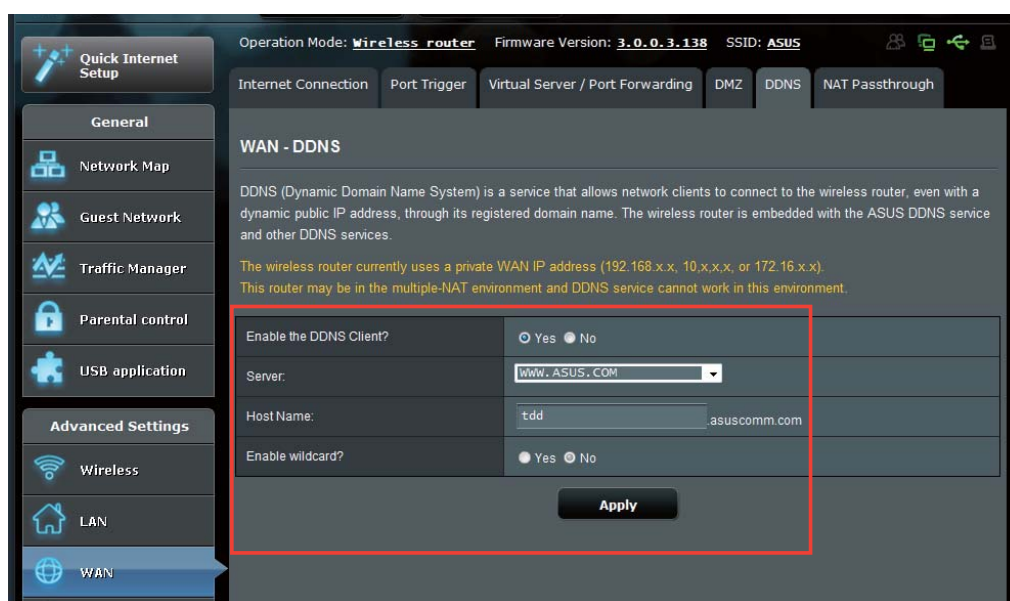 Quick Internet
Setup
Operation Mode: Wireless router Firmware Version: 3.0.0.3.138 SSID: ASUS
Internet Connection Port Trigger Virtual Server / Port Forwarding DMZ DDNS NAT Passthrough
General
Network Map
Guest Network
Traffic Manager
Parental control
USB application
Advanced Settings
Wireless
LAN
WAN
WAN - DDNS
DDNS (Dynamic Domain Name System) is a service that allows network clients to connect to the wireless router, even with a
dynamic public IP address, through its registered domain name. The wireless router is embedded with the ASUS DDNS service
and other DDNS services.
The wireless router currently uses a private WAN IP address (192.168.x.x, 10,x,x,x, or 172.16.x.x).
This router may be in the multiple-NAT environment and DDNS service cannot work in this environment.
Enable the DDNS Client? Yes No
Server: WWW.ASUS.COM
Host Name: tdd .asuscomm.com
Enable wildcard? Yes No
Apply